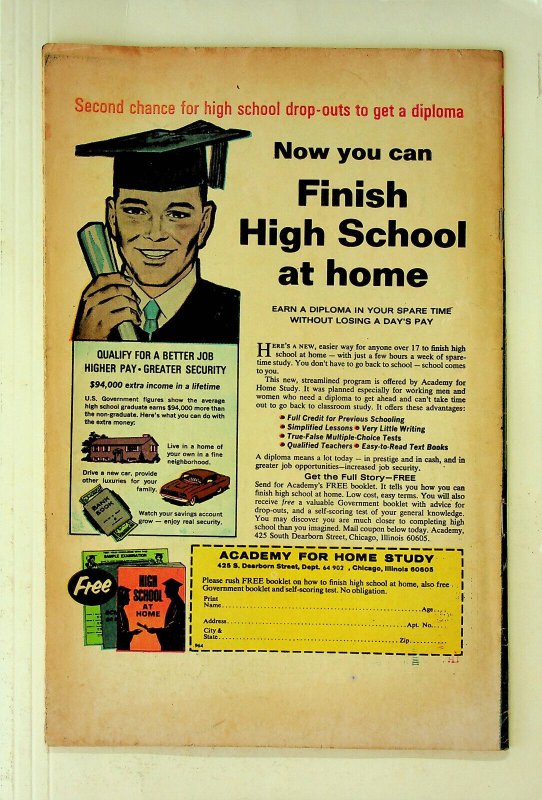 Second chance for high school drop-outs to get a diploma
Now you can
Finish
High School
at home
EARN A DIPLOMA IN YOUR SPARE TIME
WITHOUT LOSING A DAY'S PAY
QUALIFY FOR A BETTER JOB
HIGHER PAY • GREATER SECURITY
$94,000 extra income in a lifetime
U.S. Government figures show the average
high school graduate earns $94,000 more than
the non-graduate. Here's what you can do with
the extra money:
Live in a home of
your own in a fine
neighborhood.
Drive a new car, provide
other luxuries for your
family.
BANK
BOOK
Watch your savings account
grow — enjoy real security.
HERE'S A NEW, easier way for anyone over 17 to finish high
school at home — with just a few hours a week of spare-
time study. You don't have to go back to school — school comes
to you.
This new, streamlined program is offered by Academy for
Home Study. It was planned especially for working men and
women who need a diploma to get ahead and can't take time
out to go back to classroom study. It offers these advantages:
• Full Credit for Previous Schooling
• Simplified Lessons • Very Little Writing
• True-False Multiple-Choice Tests
• Qualified Teachers • Easy-to-Read Text Books
A diploma means a lot today — in prestige and in cash, and in
greater job opportunities—increased job security.
Get the Full Story—FREE
Send for Academy's FREE booklet. It tells you how you can
finish high school at home. Low cost, easy terms. You will also
receive free a valuable Government booklet with advice for
drop-outs, and a self-scoring test of your general knowledge.
You may discover you are much closer to completing high
school than you imagined. Mail coupon below today. Academy,
425 South Dearborn Street, Chicago, Illinois 60605.
SAMPLE EXAMINATION
Free
HIGH
SCHOOL
AT
HOME
ACADEMY FOR HOME STUDY
425 S. Dearborn Street, Dept. 64 902 , Chicago, Illinois 60605
Please rush FREE booklet on how to finish high school at home, also free
Government booklet and self-scoring test. No obligation.
Print
Name Age
Address Apt. No.
City &
State Zip
964